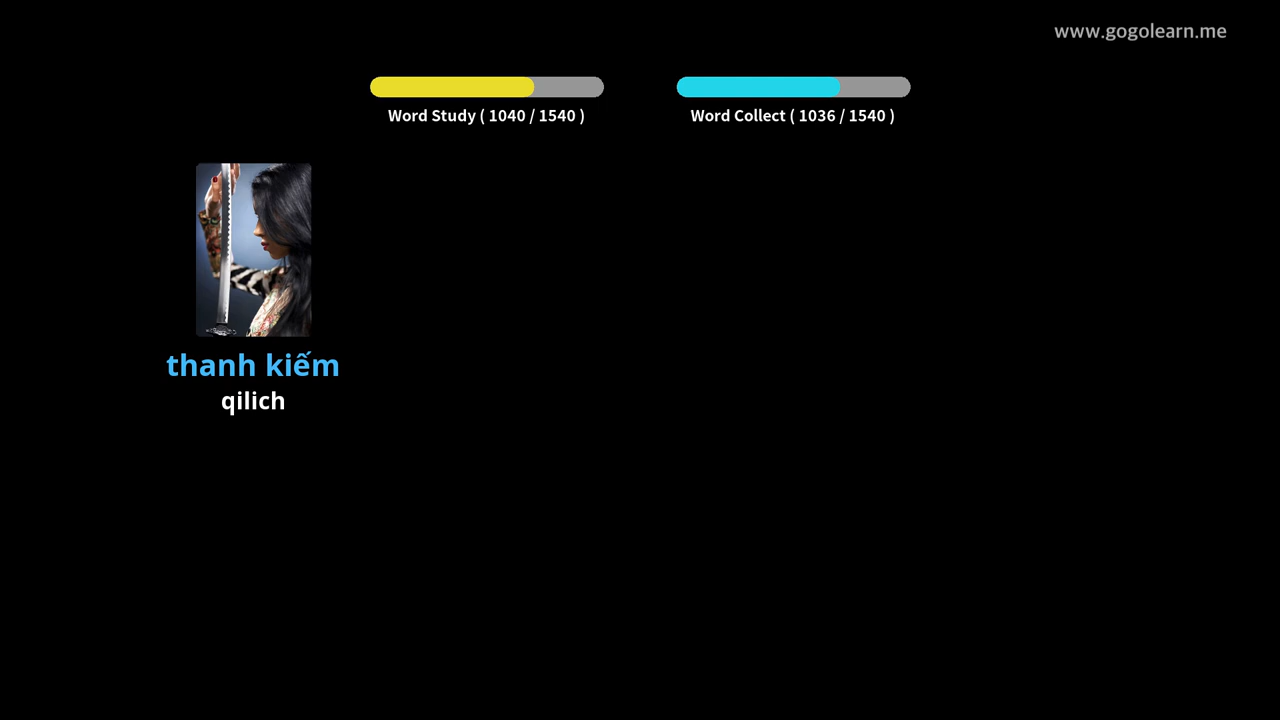 www.gogolearn.me
Word Study ( 1040 / 1540 )
Word Collect ( 1036 / 1540 )
thanh kiếm
qilich